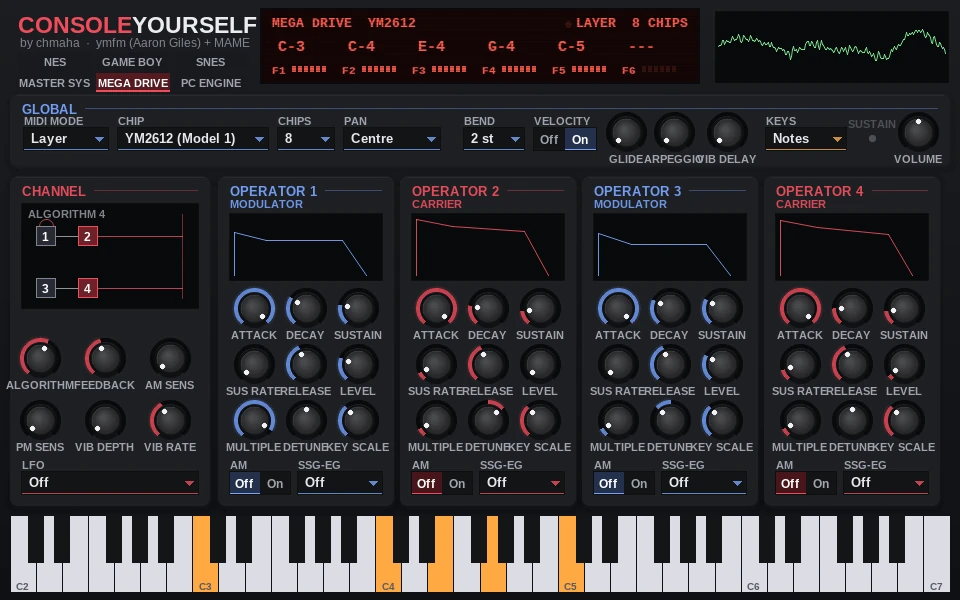 CONSOLEYOURSELF
by chmaha · ymfm (Aaron Giles) + MAME
NES GAME BOY SNES
MASTER SYS MEGA DRIVE PC ENGINE
MEGA DRIVE YM2612 LAYER 8 CHIPS
C-3 C-4 E-4 G-4 C-5 ---
F1 F2 F3 F4 F5 F6
GLOBAL
MIDI MODE CHIP CHIPS PAN BEND VELOCITY KEYS SUSTAIN
Layer YM2612 (Model 1) 8 Centre 2 st Off On Notes
GLIDE ARPEGGIO VIB DELAY VOLUME
CHANNEL
ALGORITHM 4
1 2
3 4
ALGORITHM FEEDBACK AM SENS
PM SENS VIB DEPTH VIB RATE
LFO
Off
OPERATOR 1
MODULATOR
ATTACK DECAY SUSTAIN
SUS RATE RELEASE LEVEL
MULTIPLE DETUNE KEY SCALE
AM SSG-EG
Off On Off
OPERATOR 2
CARRIER
ATTACK DECAY SUSTAIN
SUS RATE RELEASE LEVEL
MULTIPLE DETUNE KEY SCALE
AM SSG-EG
Off On Off
OPERATOR 3
MODULATOR
ATTACK DECAY SUSTAIN
SUS RATE RELEASE LEVEL
MULTIPLE DETUNE KEY SCALE
AM SSG-EG
Off On Off
OPERATOR 4
CARRIER
ATTACK DECAY SUSTAIN
SUS RATE RELEASE LEVEL
MULTIPLE DETUNE KEY SCALE
AM SSG-EG
Off On Off
C2 C3 C4 C5 C6 C7